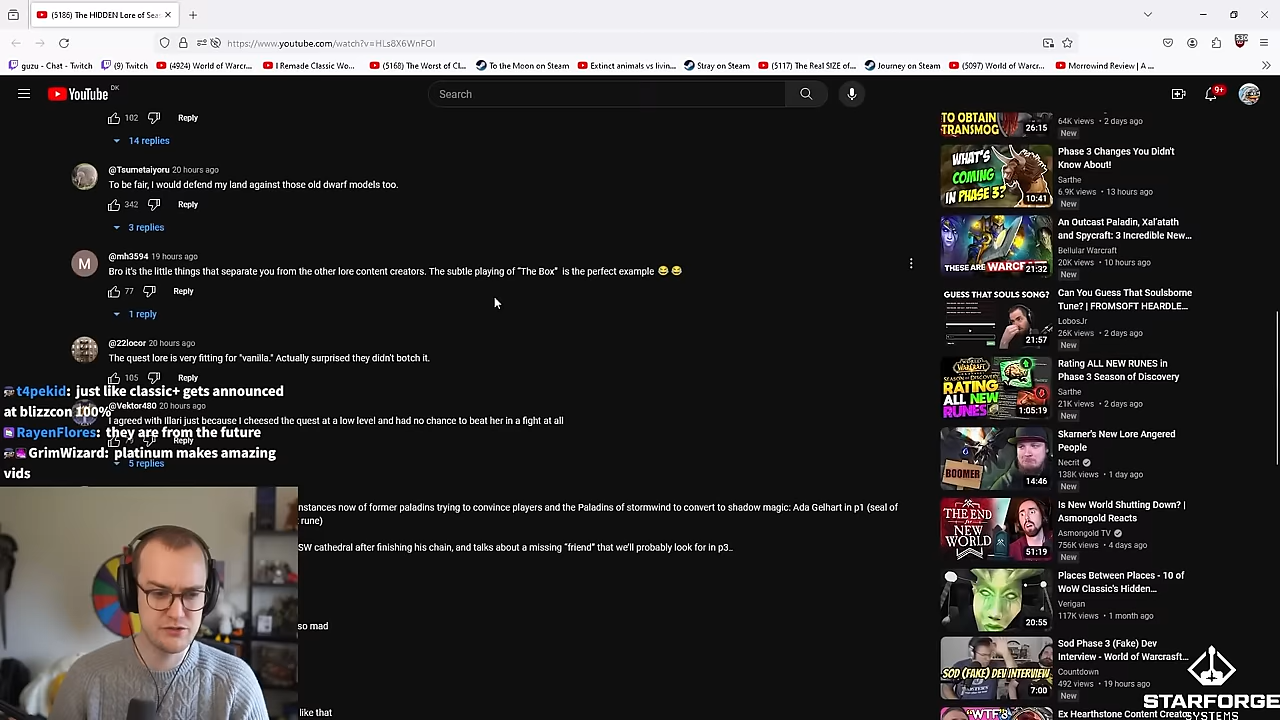 (5186) The HIDDEN Lore of Sea
https://www.youtube.com/watch?v=HLs8X6WnFOI
530
guzu - Chat - Twitch
(9) Twitch
(4924) World of Warcr...
I Remade Classic Wo...
(5168) The Worst of Cl...
To the Moon on Steam
Extinct animals vs livin...
Stray on Steam
(5117) The Real SIZE of...
Journey on Steam
(5097) World of Warcr...
Morrowind Review | A ...
YouTube DK
Search
9+
102 Reply
14 replies
@Tsumetaiyoru 20 hours ago
To be fair, I would defend my land against those old dwarf models too.
342 Reply
3 replies
M
@mh3594 19 hours ago
Bro it's the little things that separate you from the other lore content creators. The subtle playing of "The Box" is the perfect example 😂😂
77 Reply
1 reply
@22locor 20 hours ago
The quest lore is very fitting for "vanilla." Actually surprised they didn't botch it.
105 Reply
@Vektor480 20 hours ago
I agreed with Illari just because I cheesed the quest at a low level and had no chance to beat her in a fight at all
Reply
5 replies
nstances now of former paladins trying to convince players and the Paladins of stormwind to convert to shadow magic: Ada Gelhart in p1 (seal of
rune)
SW cathedral after finishing his chain, and talks about a missing "friend" that we'll probably look for in p3..
so mad
like that
t4pekid: just like classic+ gets announced
at blizzcon 100%
RayenFlores: they are from the future
GrimWizard: platinum makes amazing
vids
TO OBTAIN
TRANSMOG
26:15
64K views • 2 days ago
New
WHAT'S
COMING
IN PHASE 3?
10:41
Phase 3 Changes You Didn't
Know About!
Sarthe
6.9K views • 13 hours ago
New
THESE ARE WARCR
21:32
An Outcast Paladin, Xal'atath
and Spycraft: 3 Incredible New...
Bellular Warcraft
20K views • 10 hours ago
New
GUESS THAT SOULS SONG?
21:57
Can You Guess That Soulsborne
Tune? | FROMSOFT HEARDLE...
LobosJr
26K views • 2 days ago
New
RATING
ALL NEW
RUNES
1:05:19
Rating ALL NEW RUNES in
Phase 3 Season of Discovery
Sarthe
21K views • 2 days ago
New
BOOMER
14:46
Skarner's New Lore Angered
People
Necrit
138K views • 1 day ago
New
THE END
FOR
NEW
WORLD
51:19
Is New World Shutting Down? |
Asmongold Reacts
Asmongold TV
756K views • 4 days ago
New
20:55
Places Between Places - 10 of
WoW Classic's Hidden...
Verigan
117K views • 1 month ago
SOD (FAKE) DEV INTERVIEW
7:00
Sod Phase 3 (Fake) Dev
Interview - World of Warcrasft...
Countdown
492 views • 19 hours ago
New
"WTF
Ex Hearthstone Content Creator
STARFORGE
SYSTEMS